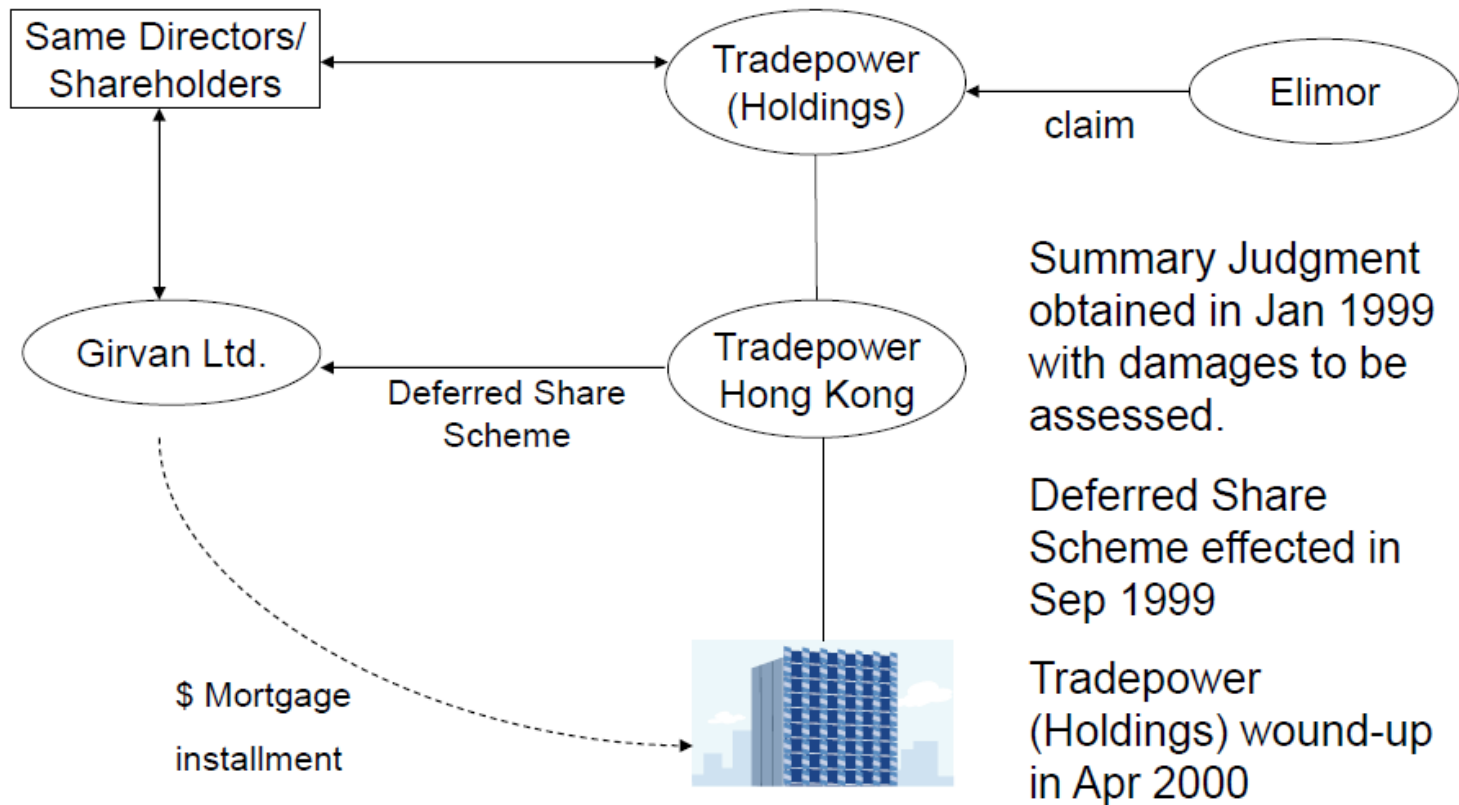 Same Directors/
Shareholders
Tradepower
(Holdings)
Elimor
claim
Girvan Ltd.
Deferred Share
Scheme
Tradepower
Hong Kong
$ Mortgage
installment
Summary Judgment
obtained in Jan 1999
with damages to be
assessed.
Deferred Share
Scheme effected in
Sep 1999
Tradepower
(Holdings) wound-up
in Apr 2000